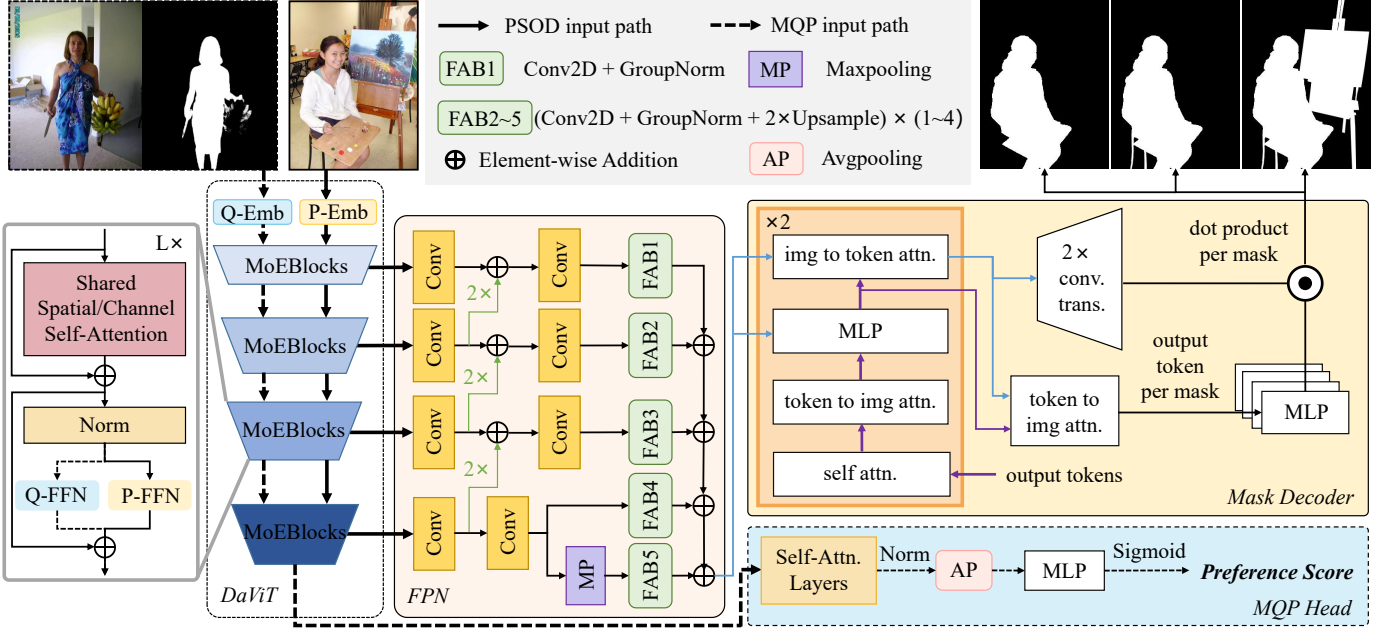 PSOD input path
MQP input path
FAB1
Conv2D + GroupNorm
MP
Maxpooling
FAB2~5
(Conv2D + GroupNorm + 2×Upsample) × (1~4)
Element-wise Addition
AP
Avgpooling
Q-Emb
P-Emb
MoEBlocks
MoEBlocks
MoEBlocks
MoEBlocks
DaViT
L×
Shared
Spatial/Channel
Self-Attention
Norm
Q-FFN
P-FFN
Conv
Conv
FAB1
2×
Conv
Conv
FAB2
2×
Conv
Conv
FAB3
2×
Conv
Conv
FAB4
MP
FAB5
FPN
×2
img to token attn.
MLP
token to img attn.
self attn.
output tokens
2×
conv.
trans.
dot product
per mask
output
token
per mask
token to
img attn.
MLP
Mask Decoder
Self-Attn.
Layers
Norm
AP
MLP
Sigmoid
Preference Score
MQP Head